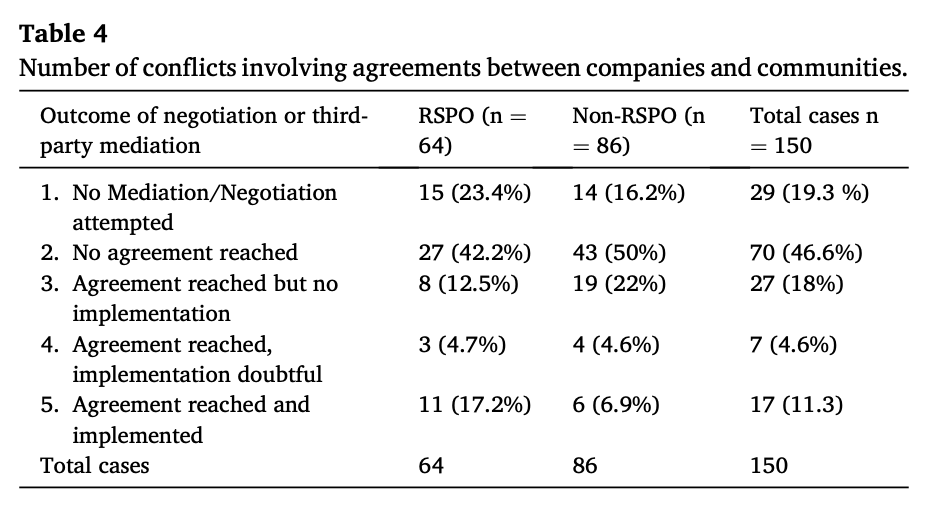 Table 4
Number of conflicts involving agreements between companies and communities.
Outcome of negotiation or third- RSPO (n = Non-RSPO (n Total cases n
party mediation 64) = 86) = 150
1. No Mediation/Negotiation 15 (23.4%) 14 (16.2%) 29 (19.3 %)
attempted
2. No agreement reached 27 (42.2%) 43 (50%) 70 (46.6%)
3. Agreement reached but no 8 (12.5%) 19 (22%) 27 (18%)
implementation
4. Agreement reached, 3 (4.7%) 4 (4.6%) 7 (4.6%)
implementation doubtful
5. Agreement reached and 11 (17.2%) 6 (6.9%) 17 (11.3)
implemented
Total cases 64 86 150